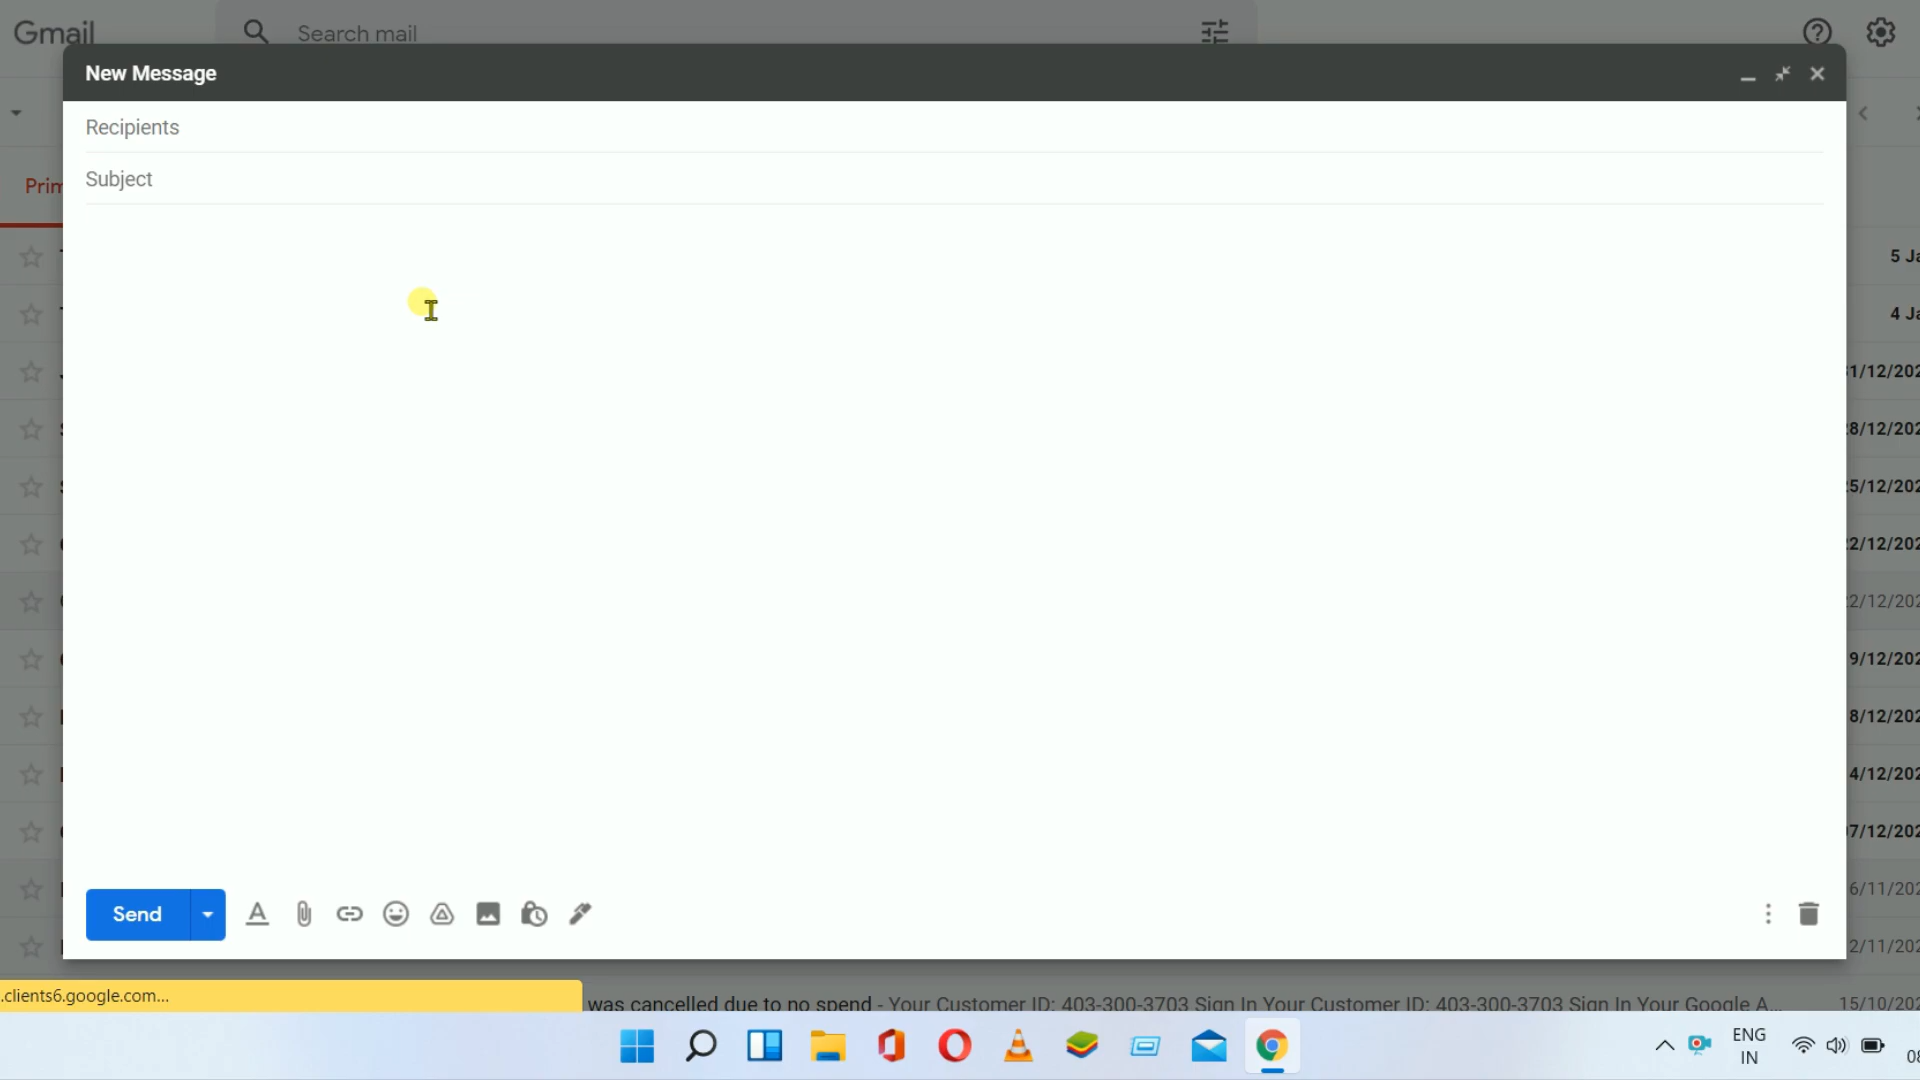 Gmail
Search mail
New Message
Recipients
Subject
Prim
5 Ja
4 Ja
1/12/202
8/12/202
5/12/202
2/12/202
2/12/202
9/12/202
8/12/202
4/12/202
7/12/202
6/11/202
2/11/202
Send
.clients6.google.com...
was cancelled due to no spend - Your Customer ID: 403-300-3703 Sign In Your Customer ID: 403-300-3703 Sign In Your Google A...
15/10/202
ENG
IN
08